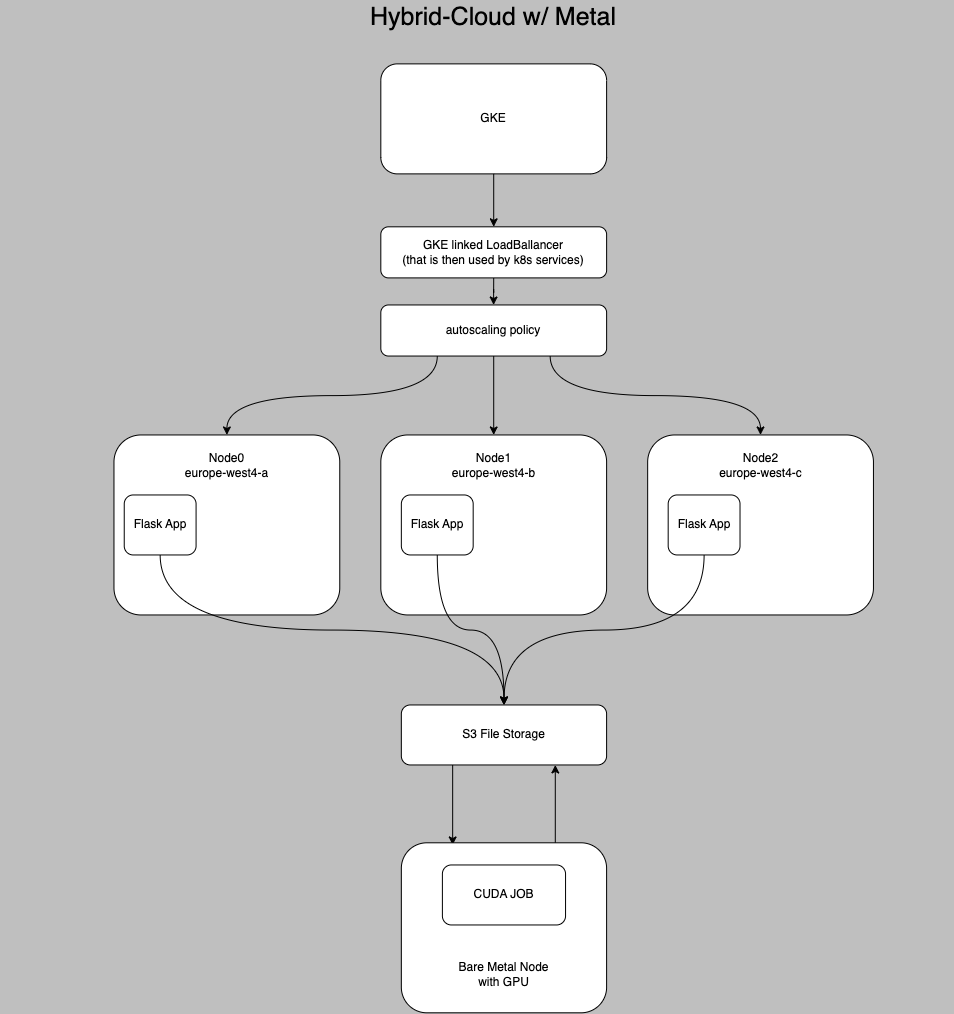 Hybrid-Cloud w/ Metal
GKE
GKE linked LoadBallancer
(that is then used by k8s services)
autoscaling policy
Node0
europe-west4-a
Flask App
Node1
europe-west4-b
Flask App
Node2
europe-west4-c
Flask App
S3 File Storage
CUDA JOB
Bare Metal Node
with GPU